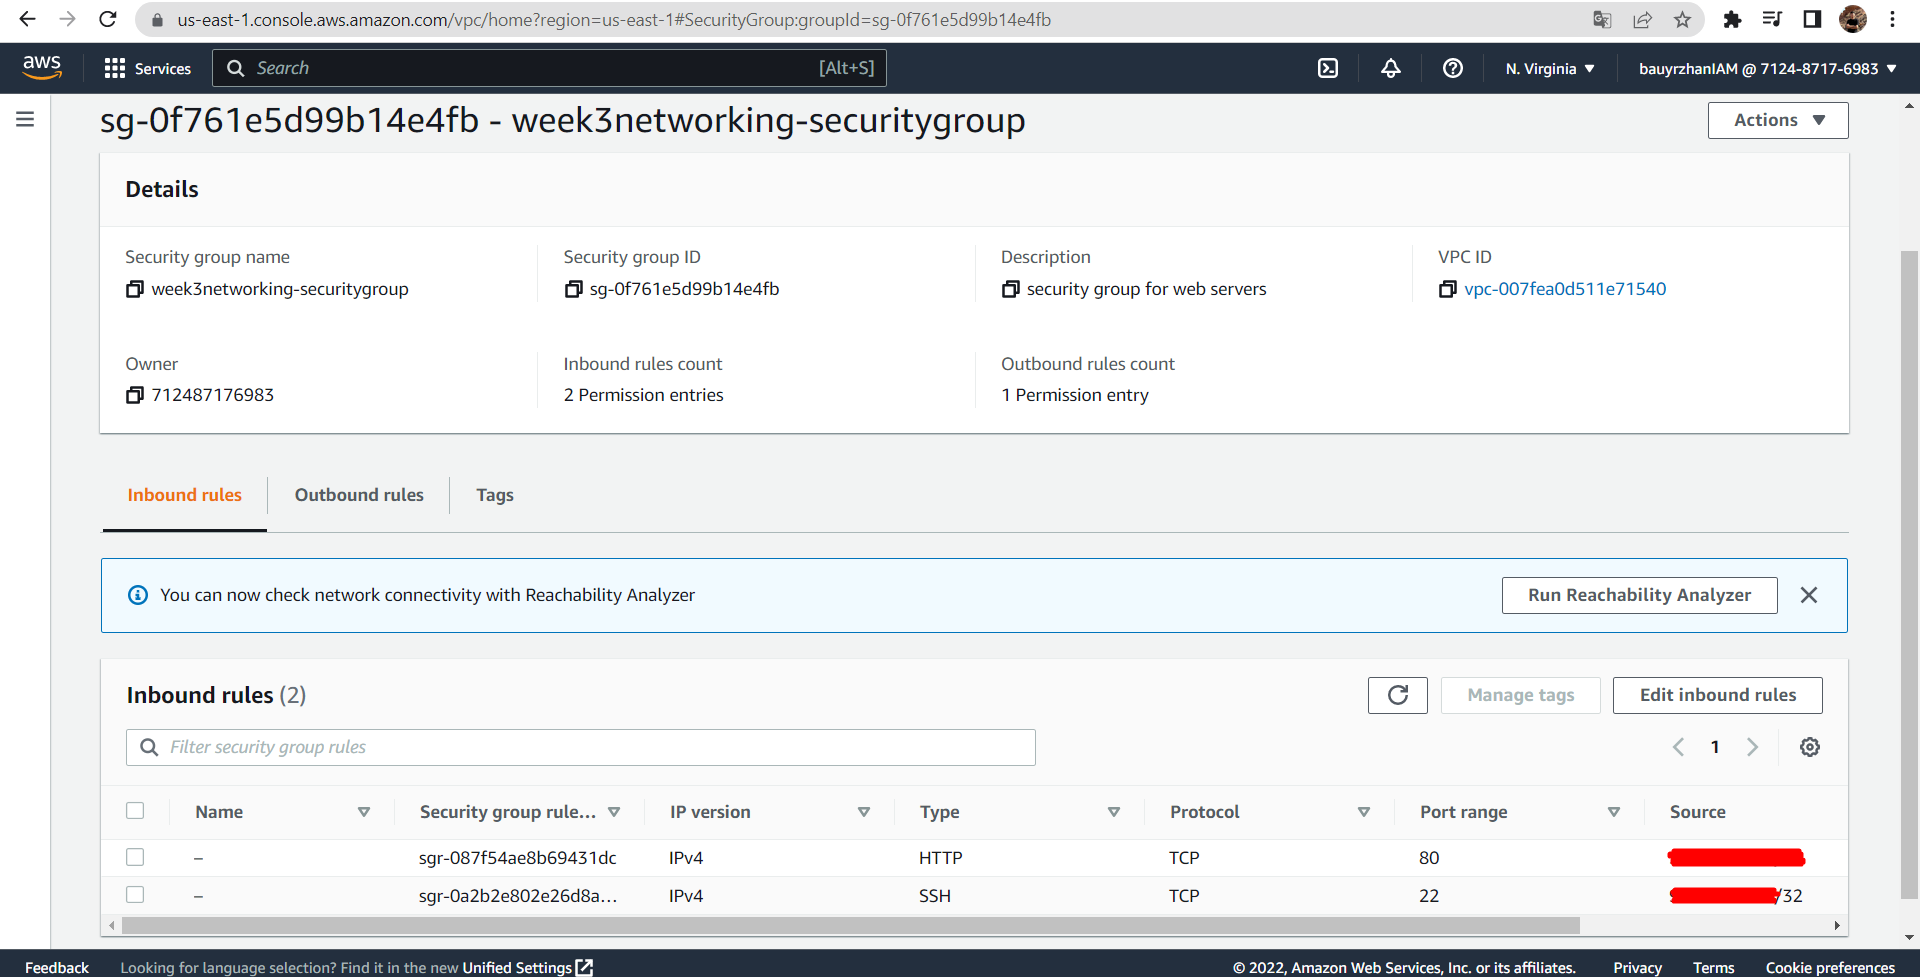 us-east-1.console.aws.amazon.com/vpc/home?region=us-east-1#SecurityGroup:groupId=sg-0f761e5d99b14e4fb
aws Services Search [Alt+S] N. Virginia bauyrzhanIAM @ 7124-8717-6983
sg-0f761e5d99b14e4fb - week3networking-securitygroup Actions
Details
Security group name Security group ID Description VPC ID
week3networking-securitygroup sg-0f761e5d99b14e4fb security group for web servers vpc-007fea0d511e71540
Owner Inbound rules count Outbound rules count
712487176983 2 Permission entries 1 Permission entry
Inbound rules Outbound rules Tags
You can now check network connectivity with Reachability Analyzer Run Reachability Analyzer
Inbound rules (2) Manage tags Edit inbound rules
Filter security group rules 1
Name Security group rule... IP version Type Protocol Port range Source
– sgr-087f54ae8b69431dc IPv4 HTTP TCP 80
– sgr-0a2b2e802e26d8a... IPv4 SSH TCP 22 /32
Feedback Looking for language selection? Find it in the new Unified Settings © 2022, Amazon Web Services, Inc. or its affiliates. Privacy Terms Cookie preferences